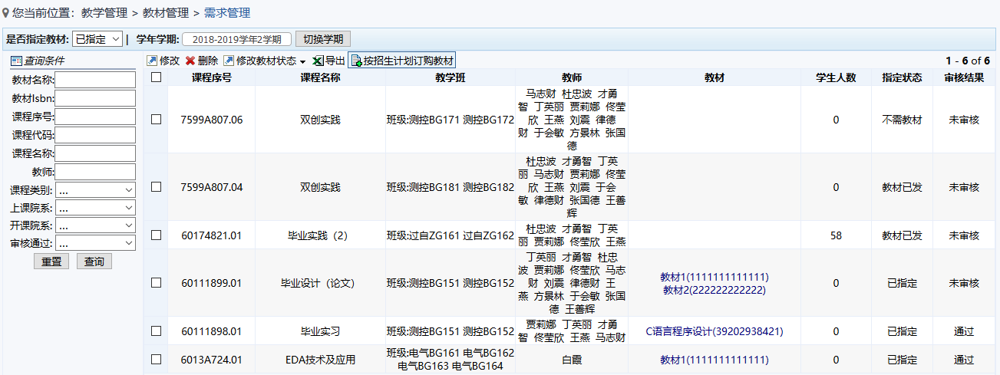 您当前位置：教学管理 > 教材管理 > 需求管理
是否指定教材: 已指定 | 学年学期: 2018-2019学年2学期 切换学期
查询条件
教材名称:
教材Isbn:
课程序号:
课程代码:
课程名称:
教师:
课程类别: ...
上课院系: ...
开课院系: ...
审核通过: ...
重置 查询
修改 删除 修改教材状态 导出 按招生计划订购教材 1 - 6 of 6
课程序号 课程名称 教学班 教师 教材 学生人数 指定状态 审核结果
马志财 杜忠波 才勇
智 丁英丽 贾莉娜 佟莹
7599A807.06 双创实践 班级:测控BG171 测控BG172 欣 王燕 刘震 律德 0 不需教材 未审核
财 于会敏 方景林 张国
德
杜忠波 才勇智 丁英
丽 马志财 贾莉娜 佟莹
7599A807.04 双创实践 班级:测控BG181 测控BG182 欣 王燕 刘震 于会 0 教材已发 未审核
敏 律德财 张国德 王善
辉
杜忠波 才勇智 丁英
60174821.01 毕业实践（2） 班级:过自ZG161 过自ZG162 58 教材已发 未审核
丽 贾莉娜 佟莹欣 王燕
丁英丽 才勇智 杜忠
波 贾莉娜 佟莹欣 马志
60111899.01 毕业设计（论文） 班级:测控BG151 测控BG152 财 刘震 律德财 王 教材1(1111111111111) 0 已指定 未审核
燕 方景林 于会敏 张国 教材2(222222222222)
德 王善辉
贾莉娜 丁英丽 才勇
60111898.01 毕业实习 班级:测控BG151 测控BG152 C语言程序设计(39202938421) 0 已指定 通过
智 佟莹欣 王燕 马志财
班级:电气BG161 电气BG162
6013A724.01 EDA技术及应用 白霞 教材1(1111111111111) 0 已指定 通过
电气BG163 电气BG164